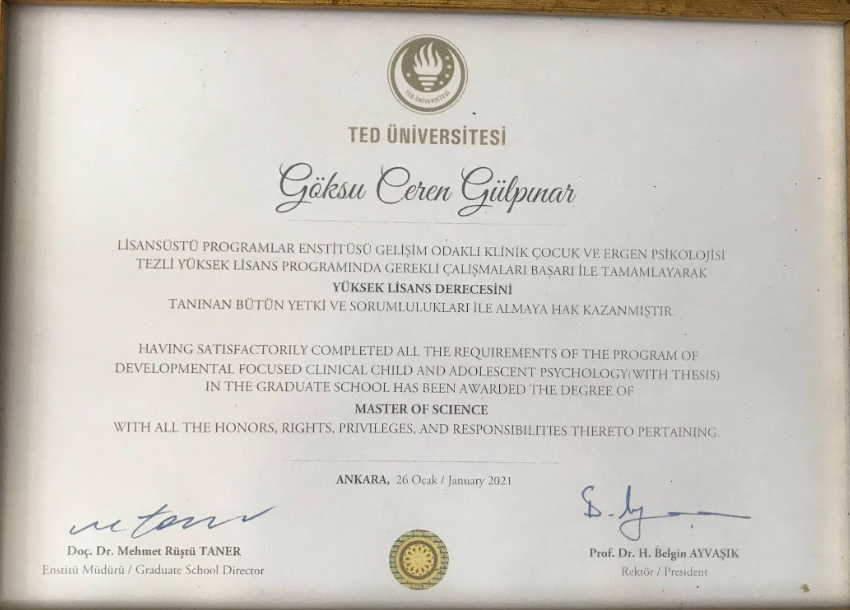 TED ÜNİVERSİTESİ
TED ÜNİVERSİTESİ
Göksu Ceren Gülpınar
LİSANSÜSTÜ PROGRAMLAR ENSTİTÜSÜ GELİŞİM ODAKLI KLİNİK ÇOCUK VE ERGEN PSİKOLOJİSİ
TEZLİ YÜKSEK LİSANS PROGRAMINDA GEREKLİ ÇALIŞMALARI BAŞARI İLE TAMAMLAYARAK
YÜKSEK LİSANS DERECESİNİ
TANINAN BÜTÜN YETKİ VE SORUMLULUKLARI İLE ALMAYA HAK KAZANMIŞTIR.
HAVING SATISFACTORILY COMPLETED ALL THE REQUIREMENTS OF THE PROGRAM OF
DEVELOPMENTAL FOCUSED CLINICAL CHILD AND ADOLESCENT PSYCHOLOGY(WITH THESIS)
IN THE GRADUATE SCHOOL HAS BEEN AWARDED THE DEGREE OF
MASTER OF SCIENCE
WITH ALL THE HONORS, RIGHTS, PRIVILEGES, AND RESPONSIBILITIES THERETO PERTAINING.
ANKARA, 26 Ocak / January 2021
Doç. Dr. Mehmet Rüştü TANER
Enstitü Müdürü / Graduate School Director
Prof. Dr. H. Belgin AYVAŞIK
Rektör / President